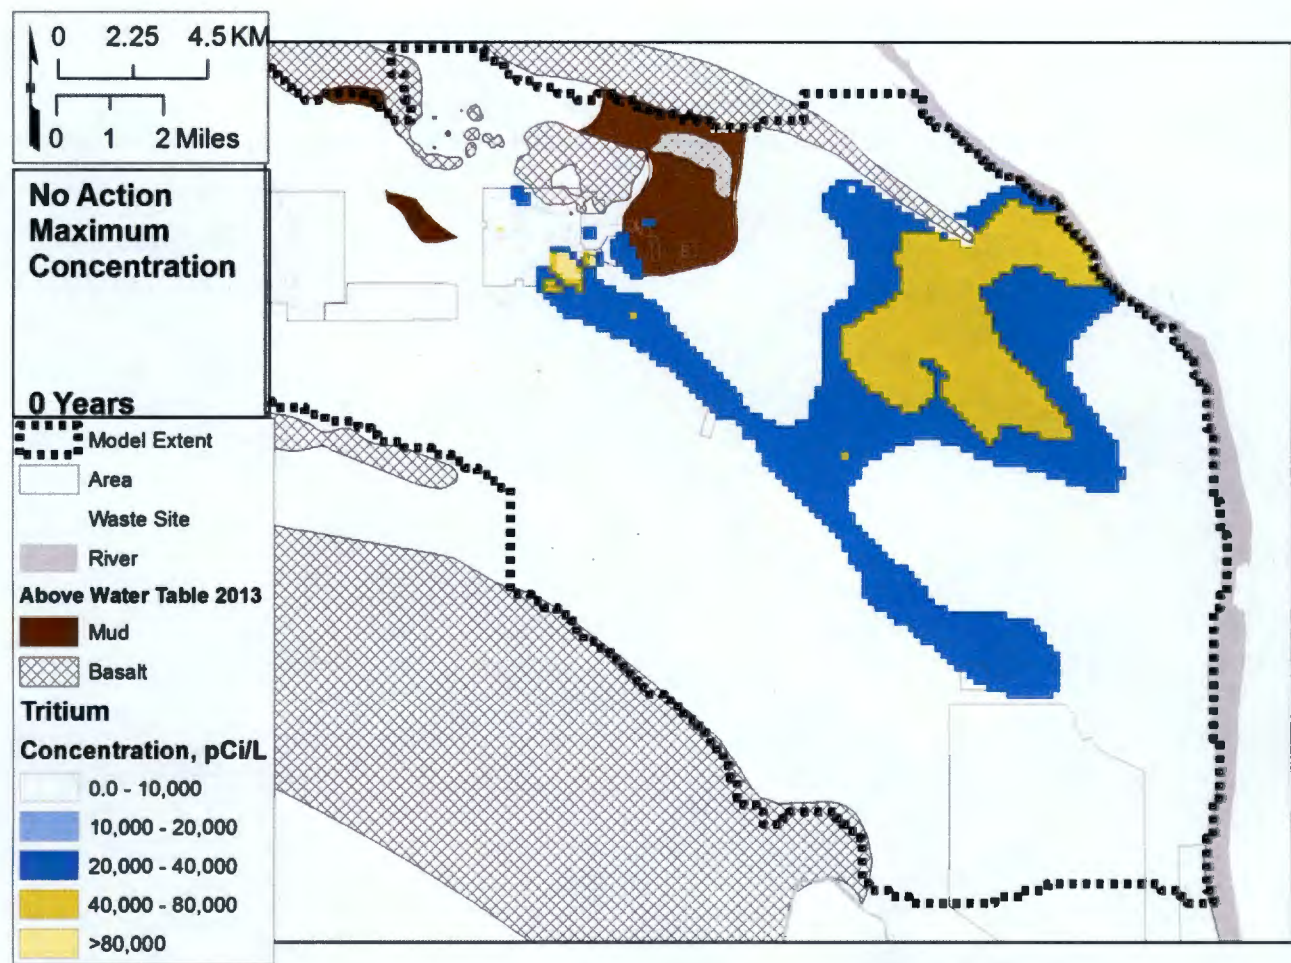 0 2.25 4.5 KM
0 1 2 Miles
No Action
Maximum
Concentration
0 Years
Model Extent
Area
Waste Site
River
Above Water Table 2013
Mud
Basalt
Tritium
Concentration, pCi/L
0.0 - 10,000
10,000 - 20,000
20,000 - 40,000
40,000 - 80,000
>80,000